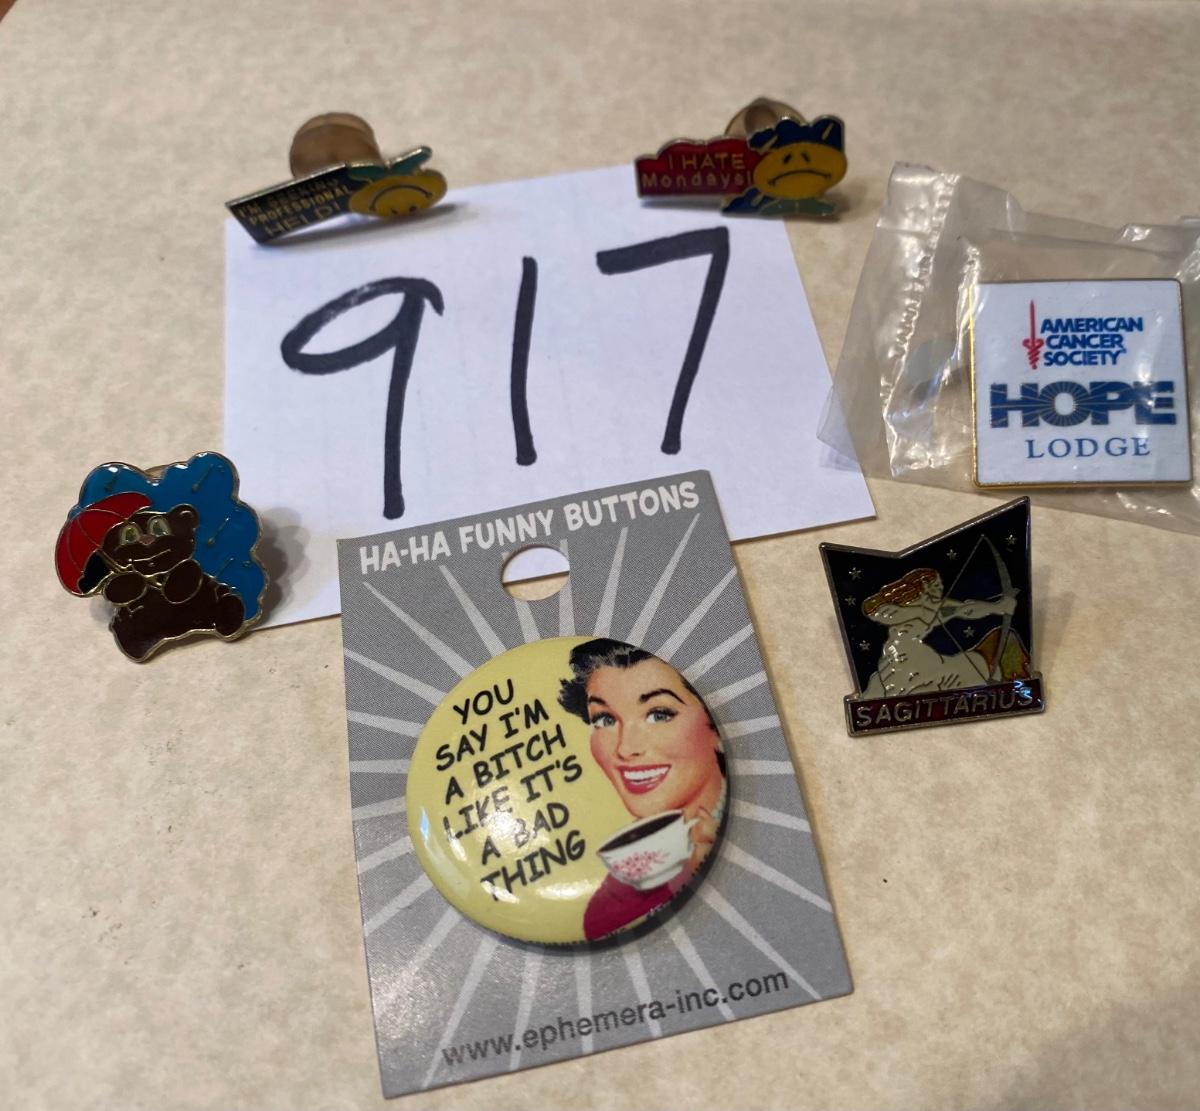 I'M SEEKING
PROFESSIONAL
HELP!
I HATE
Mondays!
917
AMERICAN
CANCER
SOCIETY
HOPE
LODGE
HA-HA FUNNY BUTTONS
YOU
SAY I'M
A BITCH
LIKE IT'S
A BAD
THING
www.ephemera-inc.com
SAGITTARIUS